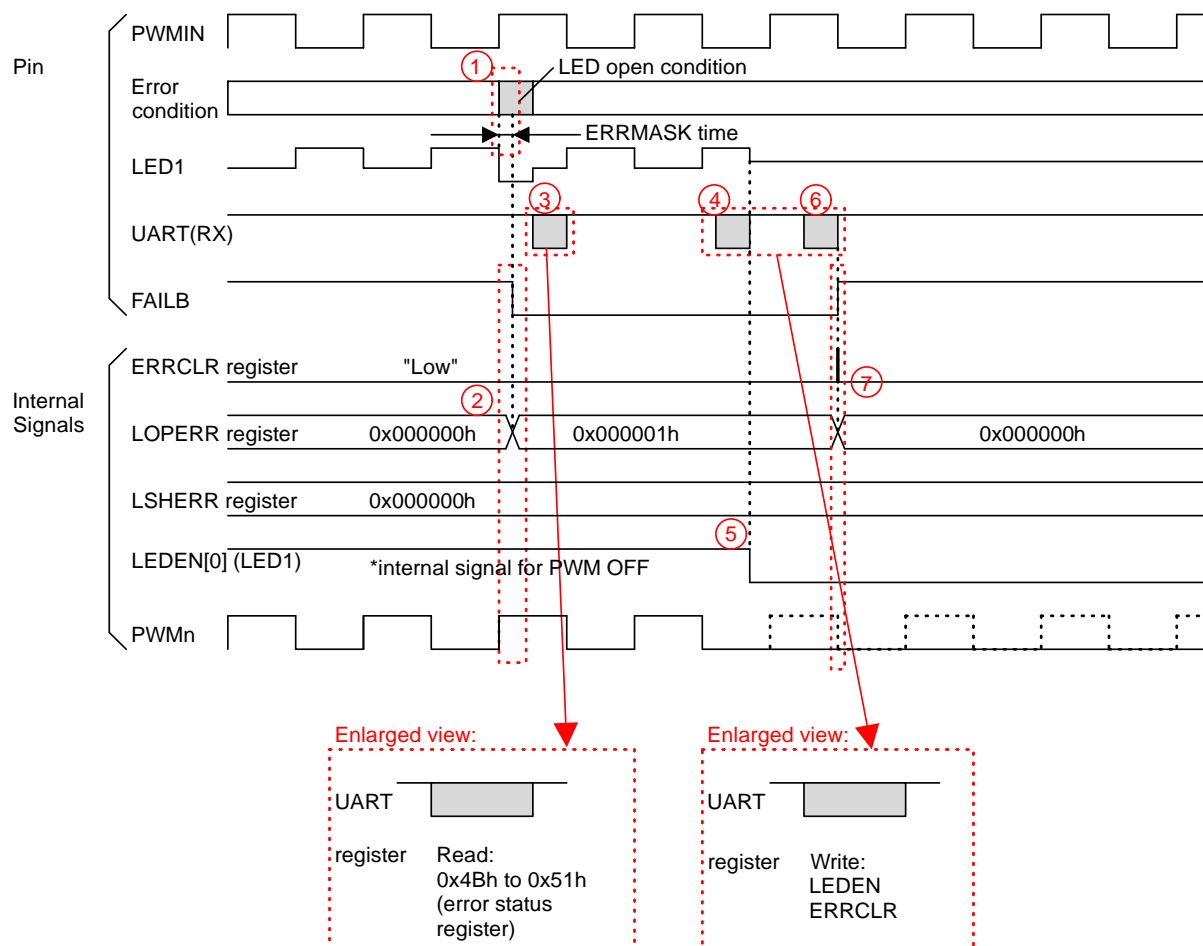 PWMIN
Pin
1
LED open condition
Error
condition
ERRMASK time
LED1
3
4
6
UART(RX)
FAILB
ERRCLR register
"Low"
7
Internal
Signals
2
LOPERR register
0x000000h
0x000001h
0x000000h
LSHERR register
0x000000h
5
LEDEN[0] (LED1)
*internal signal for PWM OFF
PWMn
Enlarged view:
UART
register
Read:
0x4Bh to 0x51h
(error status
register)
Enlarged view:
UART
register
Write:
LEDEN
ERRCLR